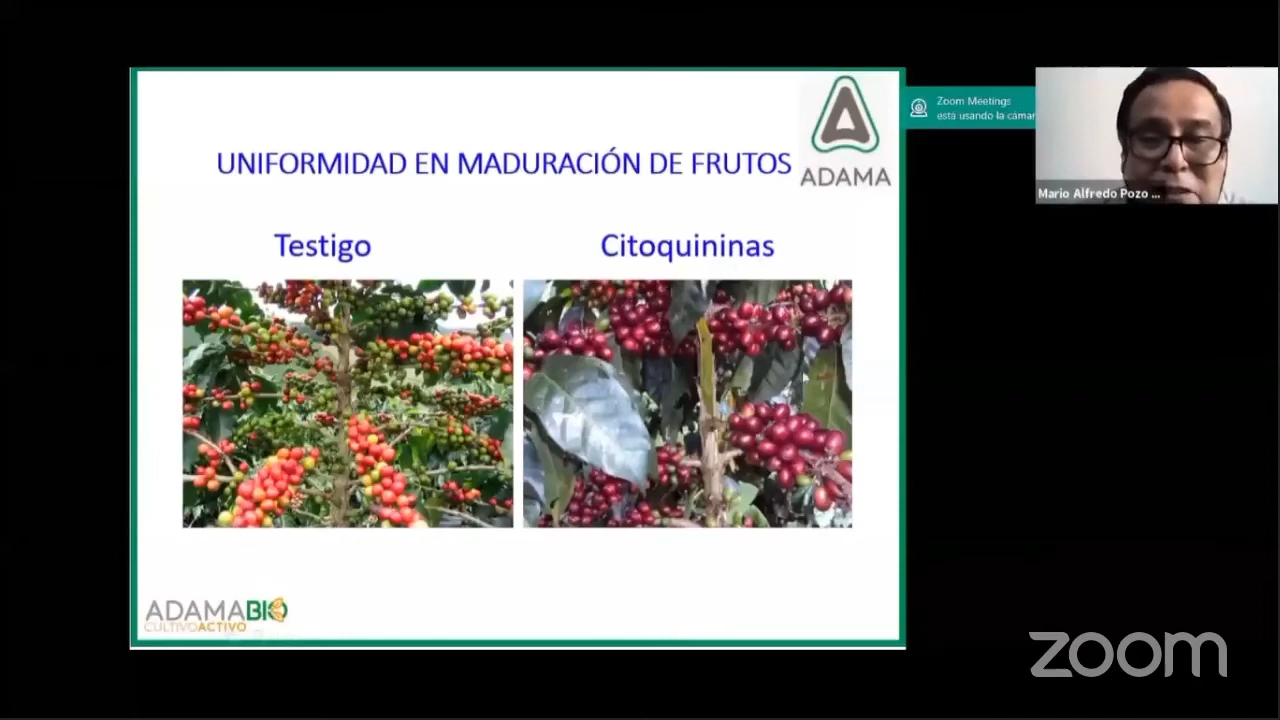 ADAMA
UNIFORMIDAD EN MADURACIÓN DE FRUTOS
Testigo
Citoquininas
ADAMABIO
CULTIVOACTIVO
Zoom Meetings
está usando la cámar
Mario Alfredo Pozo ...
zoom